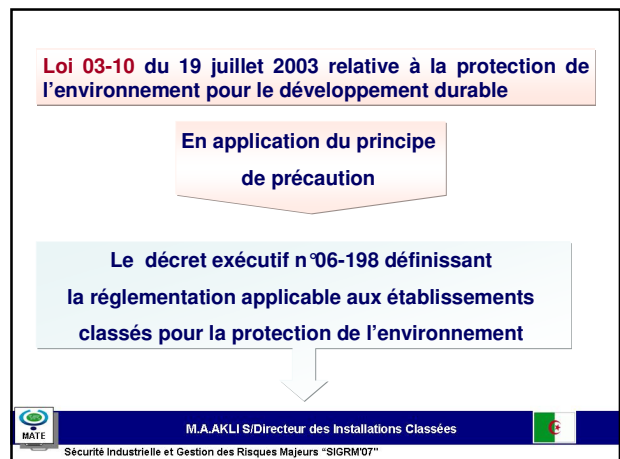 Loi 03-10 du 19 juillet 2003 relative à la protection de
l’environnement pour le développement durable
En application du principe
de précaution
Le décret exécutif n°06-198 définissant
la réglementation applicable aux établissements
classés pour la protection de l’environnement
MATE
M.A.AKLI S/Directeur des Installations Classées
Sécurité Industrielle et Gestion des Risques Majeurs “SIGRM'07”